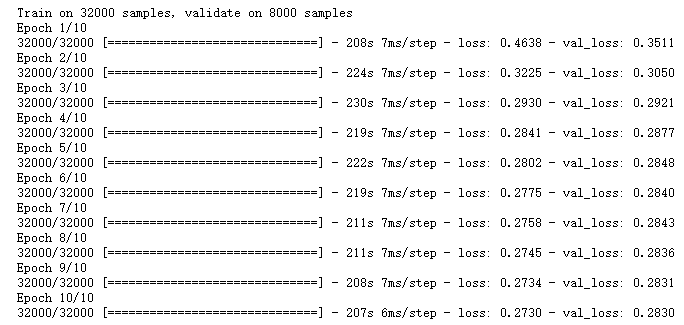 Train on 32000 samples, validate on 8000 samples
Epoch 1/10
32000/32000 [==============================] - 208s 7ms/step - loss: 0.4638 - val_loss: 0.3511
Epoch 2/10
32000/32000 [==============================] - 224s 7ms/step - loss: 0.3225 - val_loss: 0.3050
Epoch 3/10
32000/32000 [==============================] - 230s 7ms/step - loss: 0.2930 - val_loss: 0.2921
Epoch 4/10
32000/32000 [==============================] - 219s 7ms/step - loss: 0.2841 - val_loss: 0.2877
Epoch 5/10
32000/32000 [==============================] - 222s 7ms/step - loss: 0.2802 - val_loss: 0.2848
Epoch 6/10
32000/32000 [==============================] - 219s 7ms/step - loss: 0.2775 - val_loss: 0.2840
Epoch 7/10
32000/32000 [==============================] - 211s 7ms/step - loss: 0.2758 - val_loss: 0.2843
Epoch 8/10
32000/32000 [==============================] - 211s 7ms/step - loss: 0.2745 - val_loss: 0.2836
Epoch 9/10
32000/32000 [==============================] - 208s 7ms/step - loss: 0.2734 - val_loss: 0.2831
Epoch 10/10
32000/32000 [==============================] - 207s 6ms/step - loss: 0.2730 - val_loss: 0.2830